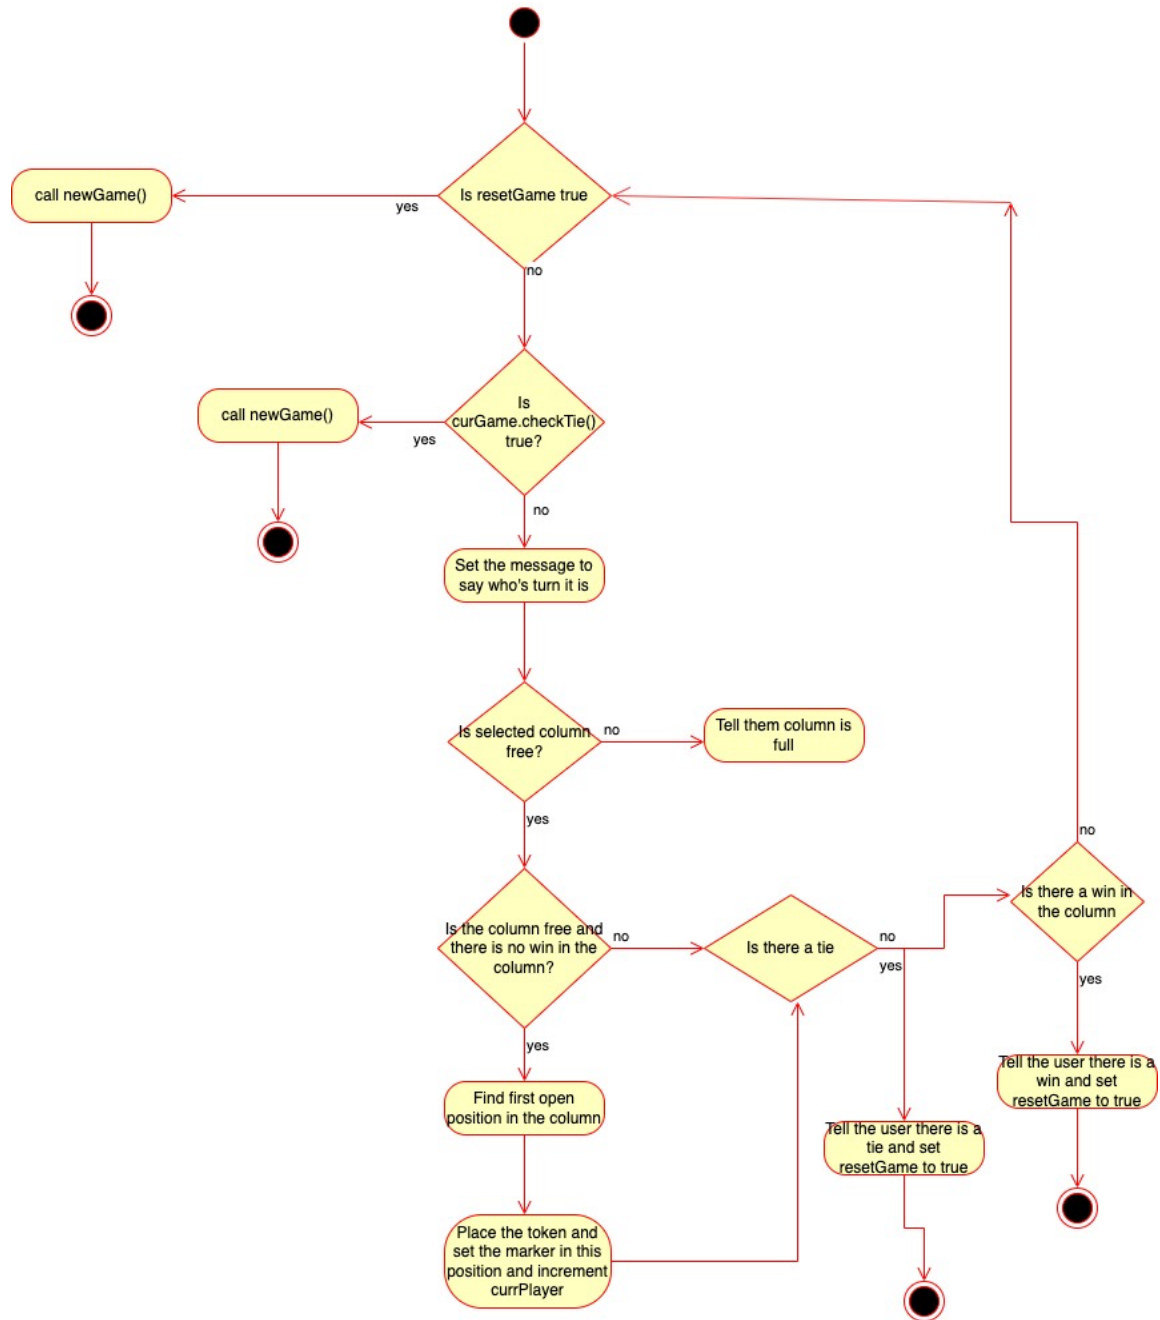 Is resetGame true
call newGame()
yes
no
Is
curGame.checkTie()
true?
call newGame()
yes
no
Set the message to
say who's turn it is
Is selected column
free?
no
Tell them column is
full
yes
no
Is there a win in
the column
Is the column free and
there is no win in the
column?
no
Is there a tie
no
yes
yes
yes
Tell the user there is a
win and set
resetGame to true
Find first open
position in the column
Tell the user there is a
tie and set
resetGame to true
Place the token and
set the marker in this
position and increment
currPlayer